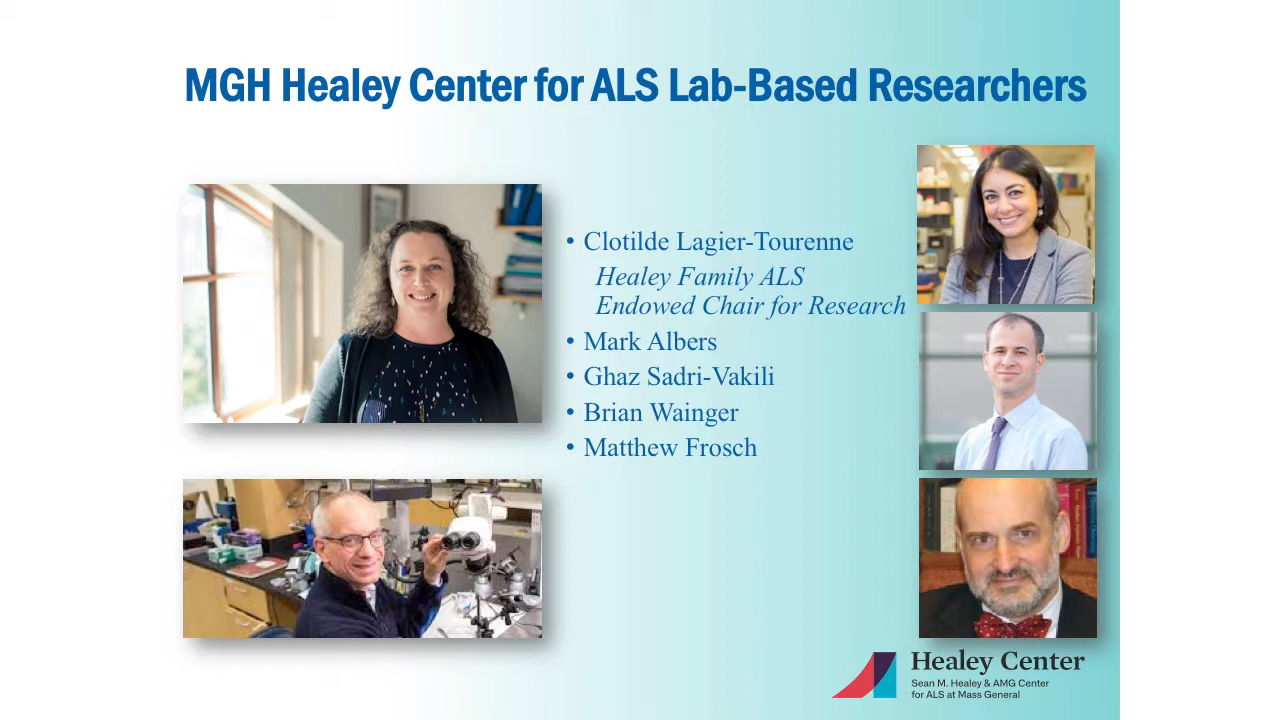 MGH Healey Center for ALS Lab-Based Researchers
• Clotilde Lagier-Tourenne
Healey Family ALS
Endowed Chair for Research
• Mark Albers
• Ghaz Sadri-Vakili
• Brian Wainger
• Matthew Frosch
Healey Center
Sean M. Healey & AMG Center
for ALS at Mass General